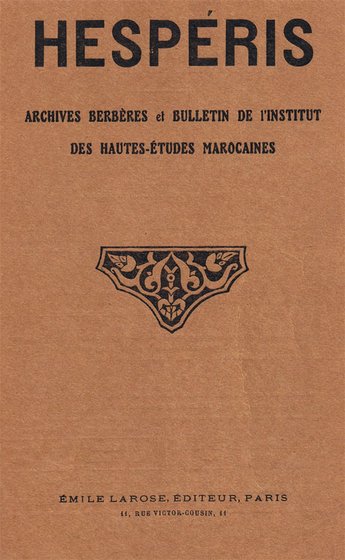 HESPÉRIS
ARCHIVES BERBÈRES et BULLETIN DE l'INSTITUT
DES HAUTES-ÉTUDES MAROCAINES
ÉMILE LAROSE, ÉDITEUR, PARIS
11, RUE VICTOR-COUSIN, 11